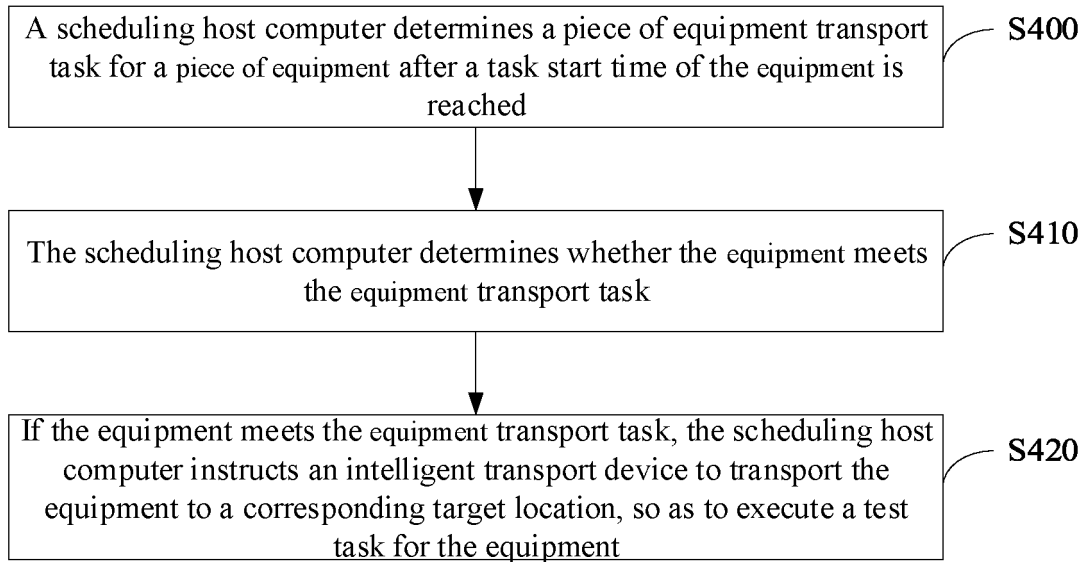 A scheduling host computer determines a piece of equipment transport
task for a piece of equipment after a task start time of the equipment is
reached
S400
The scheduling host computer determines whether the equipment meets
the equipment transport task
S410
If the equipment meets the equipment transport task, the scheduling host
computer instructs an intelligent transport device to transport the
equipment to a corresponding target location, so as to execute a test
task for the equipment
S420